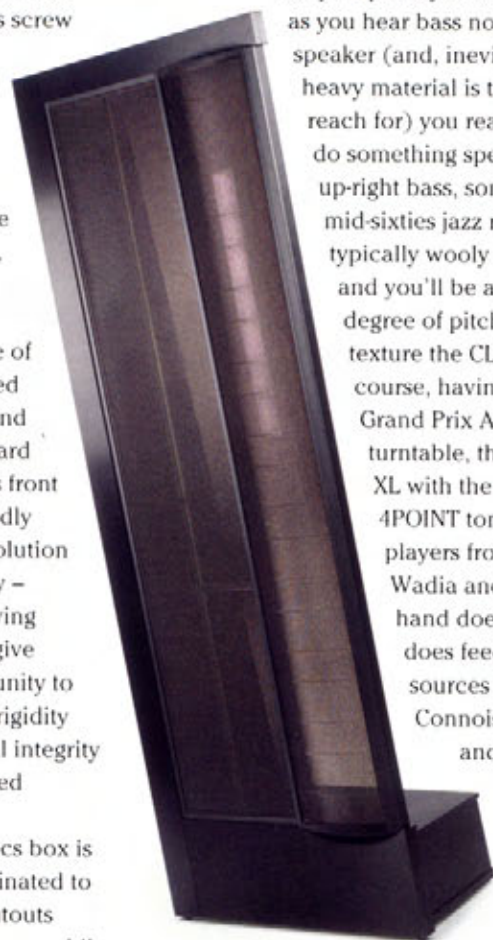 s screw
e
e of
ed
nd
ard
s front
dly
olution
y –
ving
give
unity to
rigidity
l integrity
ed
cs box is
inated to
touts
as you hear bass no
speaker (and, inevi
heavy material is t
reach for) you rea
do something spe
up-right bass, son
mid-sixties jazz r
typically wooly
and you'll be a
degree of pitch
texture the CL
course, havin
Grand Prix A
turntable, th
XL with the
4POINT ton
players fro
Wadia and
hand doe
does feed
sources
Connois
and